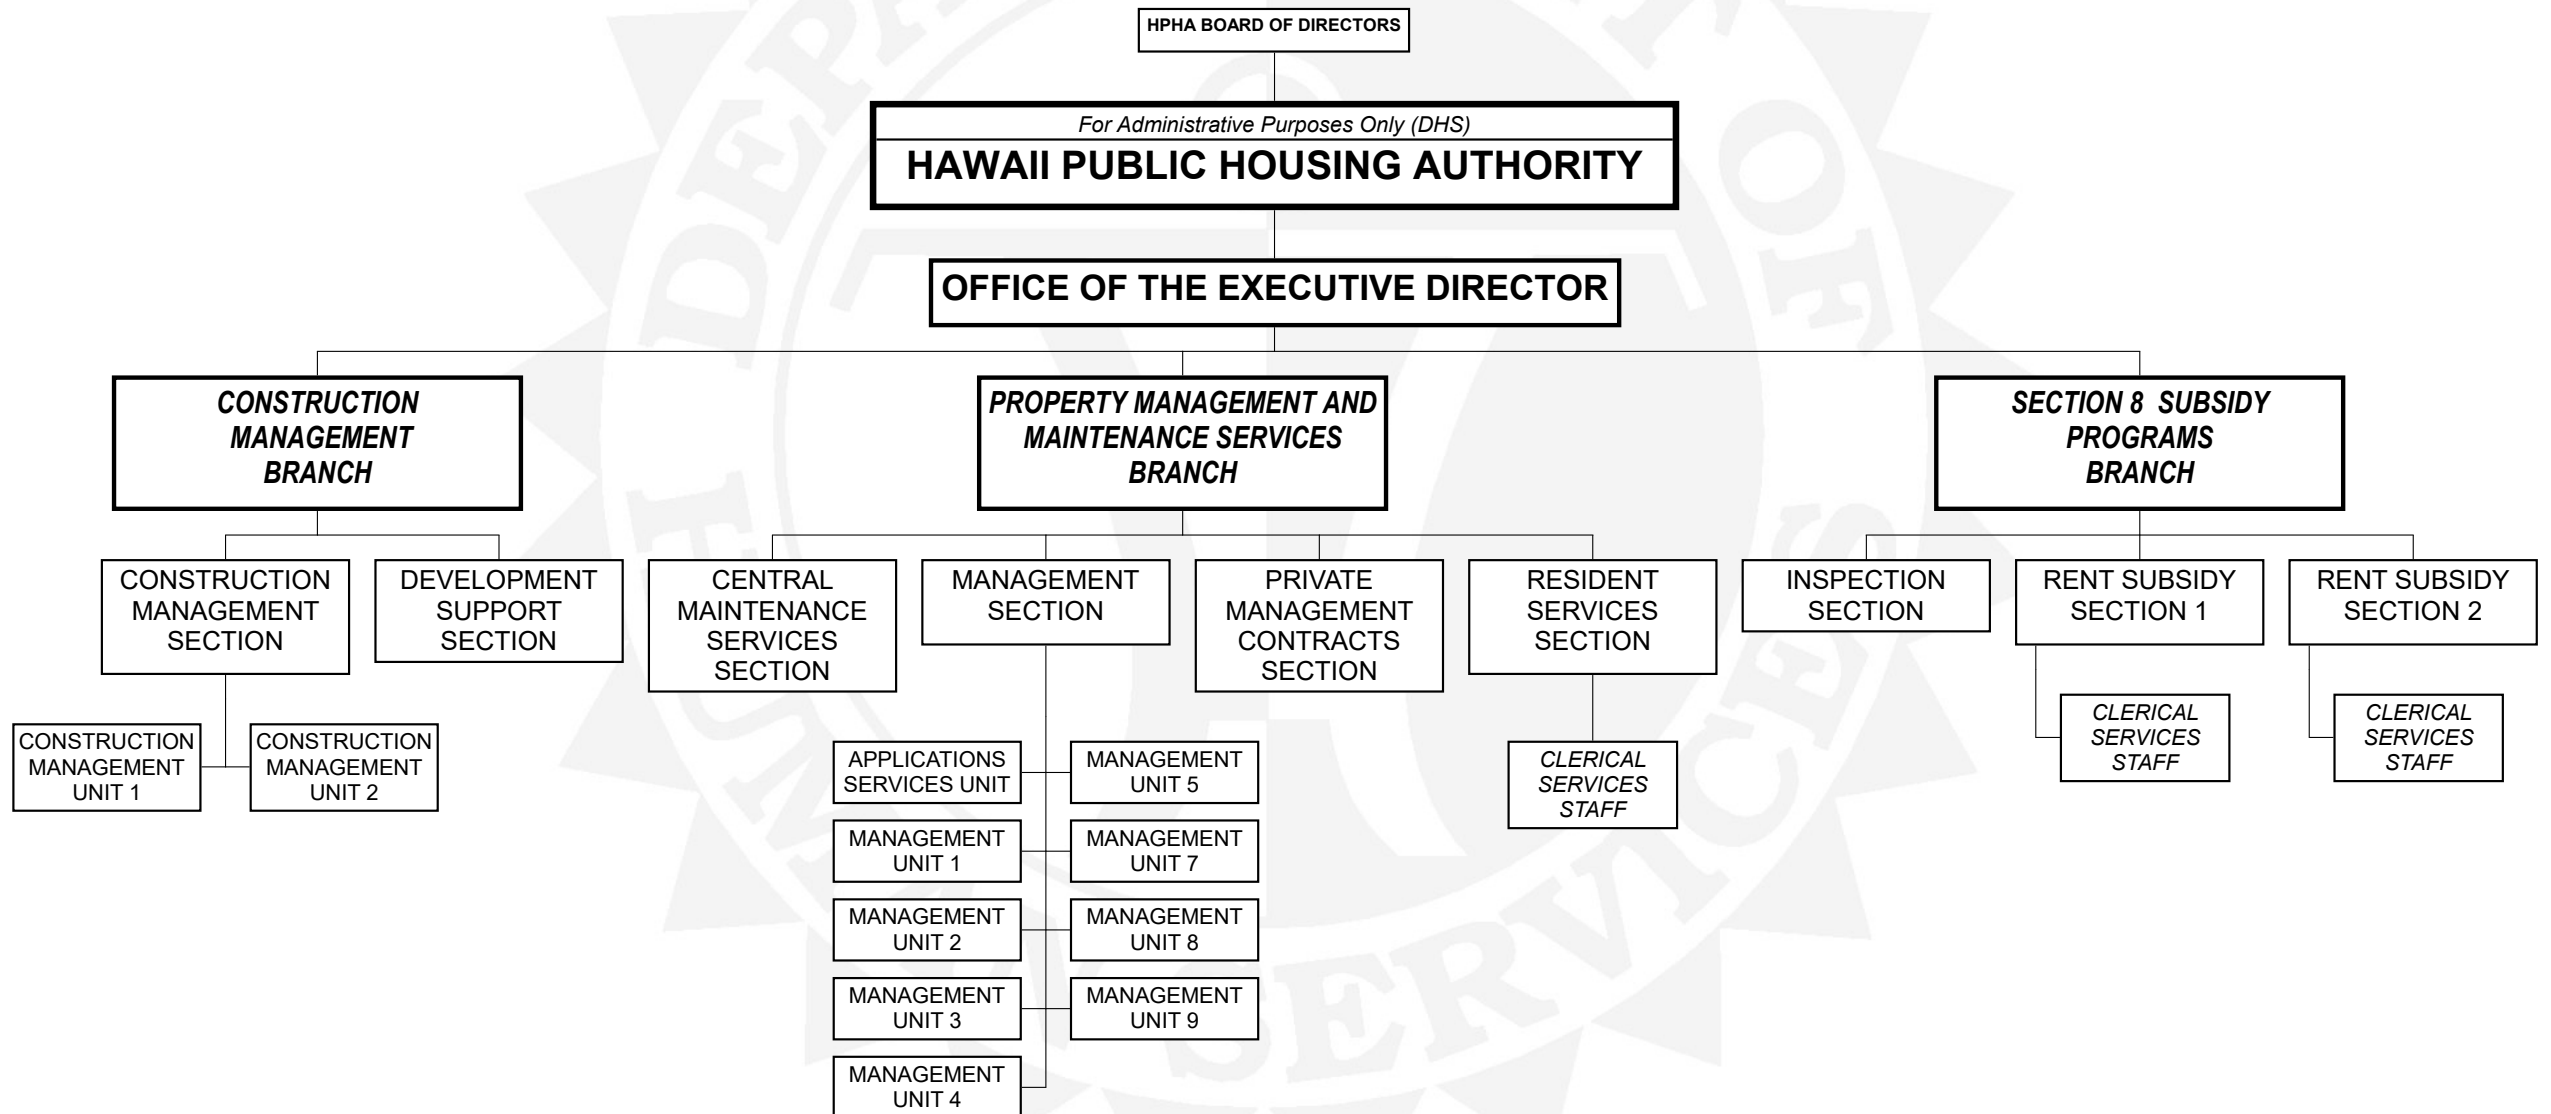 HPHA BOARD OF DIRECTORS
For Administrative Purposes Only (DHS)
HAWAII PUBLIC HOUSING AUTHORITY
OFFICE OF THE EXECUTIVE DIRECTOR
CONSTRUCTION
MANAGEMENT
BRANCH
PROPERTY MANAGEMENT AND
MAINTENANCE SERVICES
BRANCH
SECTION 8 SUBSIDY
PROGRAMS
BRANCH
CONSTRUCTION
MANAGEMENT
SECTION
DEVELOPMENT
SUPPORT
SECTION
CENTRAL
MAINTENANCE
SERVICES
SECTION
MANAGEMENT
SECTION
PRIVATE
MANAGEMENT
CONTRACTS
SECTION
RESIDENT
SERVICES
SECTION
INSPECTION
SECTION
RENT SUBSIDY
SECTION 1
RENT SUBSIDY
SECTION 2
CONSTRUCTION
MANAGEMENT
UNIT 1
CONSTRUCTION
MANAGEMENT
UNIT 2
APPLICATIONS
SERVICES UNIT
MANAGEMENT
UNIT 5
MANAGEMENT
UNIT 1
MANAGEMENT
UNIT 7
MANAGEMENT
UNIT 2
MANAGEMENT
UNIT 8
MANAGEMENT
UNIT 3
MANAGEMENT
UNIT 9
MANAGEMENT
UNIT 4
CLERICAL
SERVICES
STAFF
CLERICAL
SERVICES
STAFF
CLERICAL
SERVICES
STAFF